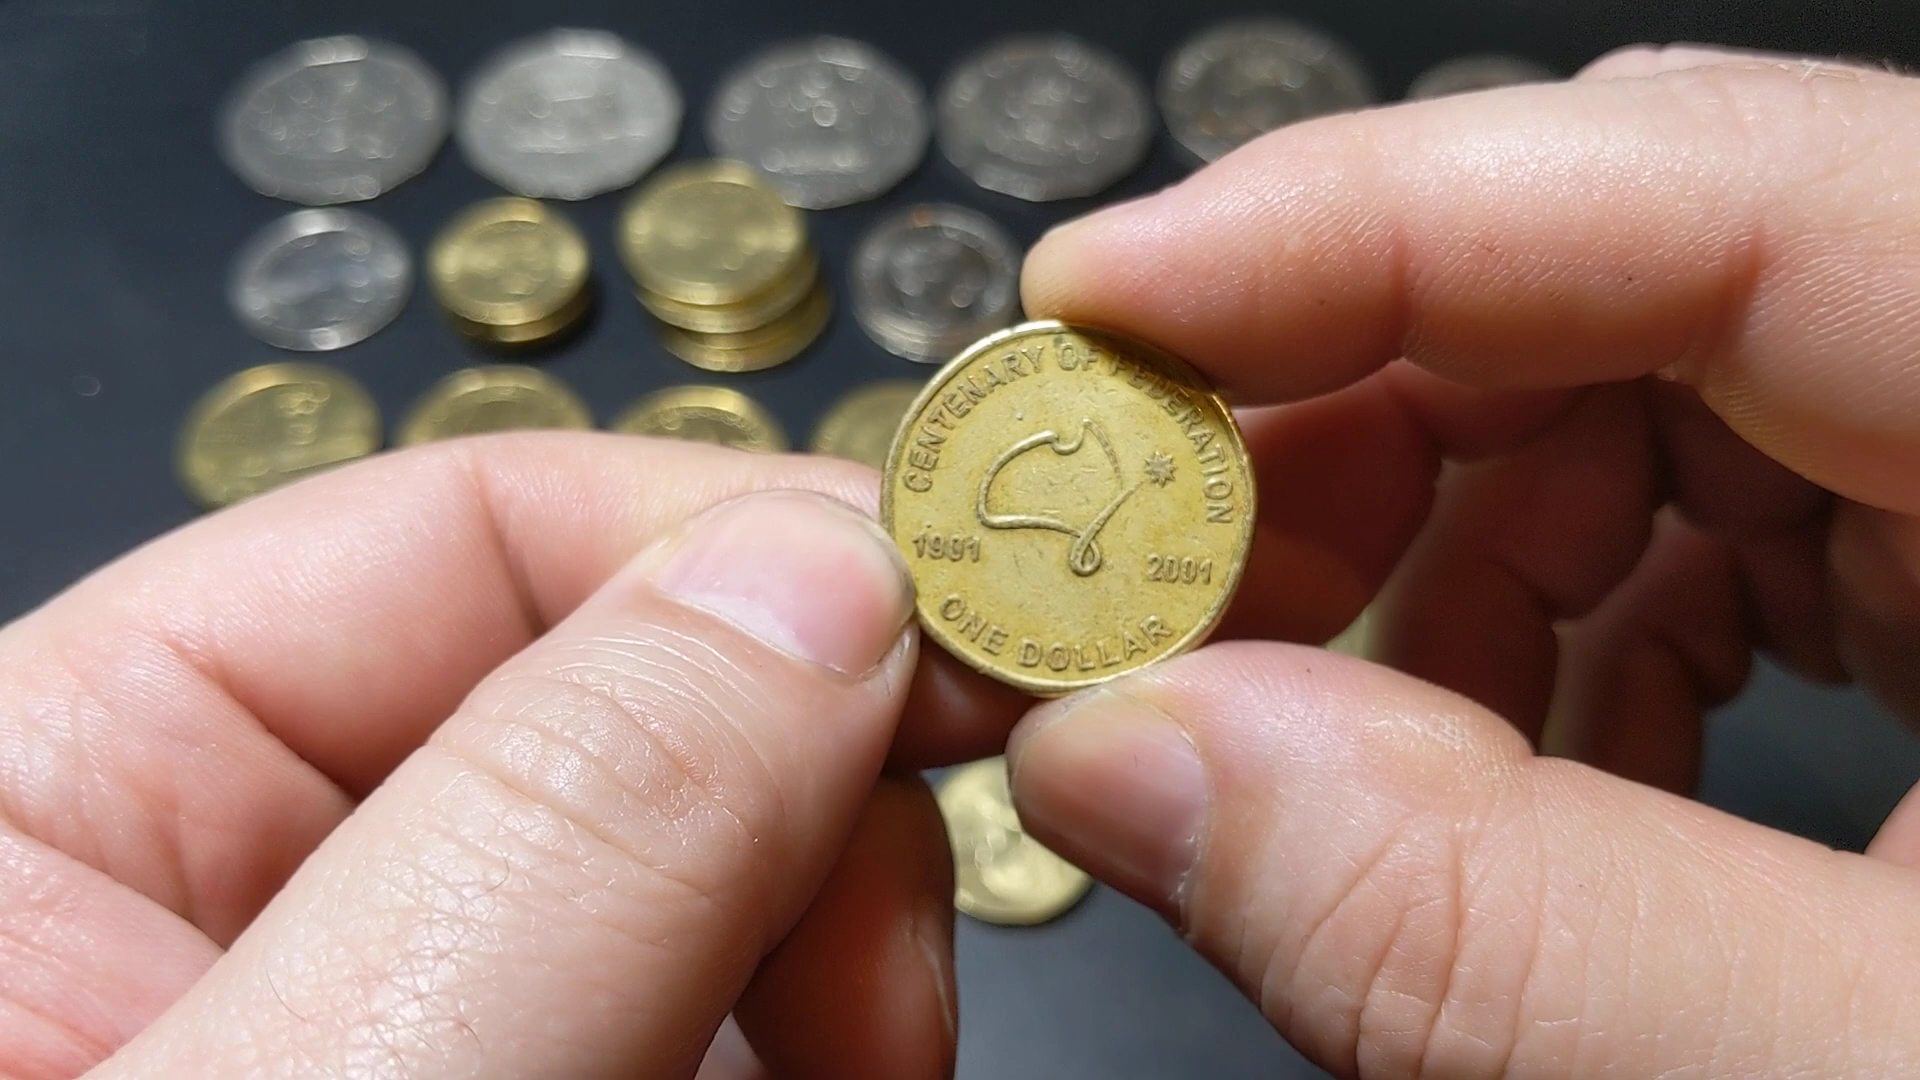 CENTENARY OF FEDERATION
1901
2001
ONE DOLLAR